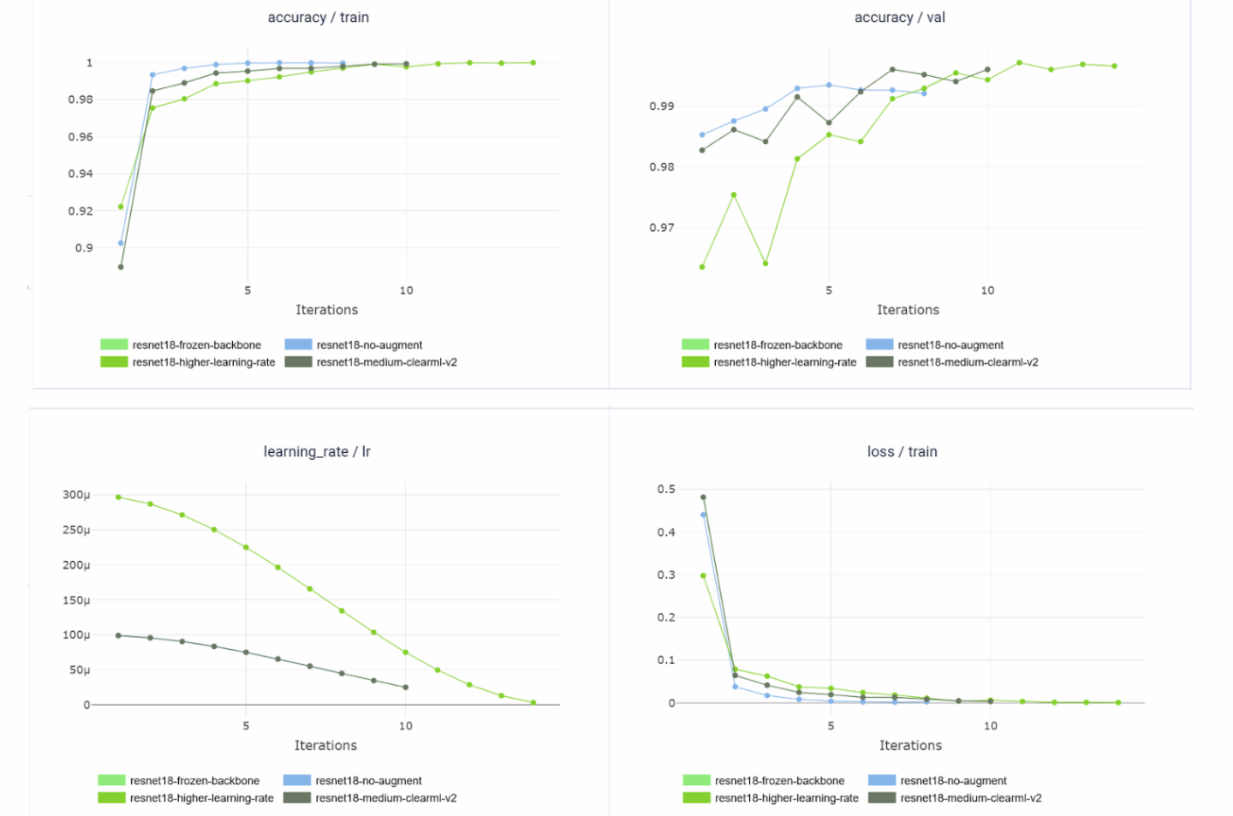 accuracy / train
1
0.98
0.96
0.94
0.92
0.9
5 10
Iterations
resnet18-frozen-backbone resnet18-no-augment
resnet18-higher-learning-rate resnet18-medium-clearml-v2
accuracy / val
0.99
0.98
0.97
5 10
Iterations
resnet18-frozen-backbone resnet18-no-augment
resnet18-higher-learning-rate resnet18-medium-clearml-v2
learning_rate / lr
300μ
250μ
200μ
150μ
100μ
50μ
0
5 10
Iterations
resnet18-frozen-backbone resnet18-no-augment
resnet18-higher-learning-rate resnet18-medium-clearml-v2
loss / train
0.5
0.4
0.3
0.2
0.1
0
5 10
Iterations
resnet18-frozen-backbone resnet18-no-augment
resnet18-higher-learning-rate resnet18-medium-clearml-v2